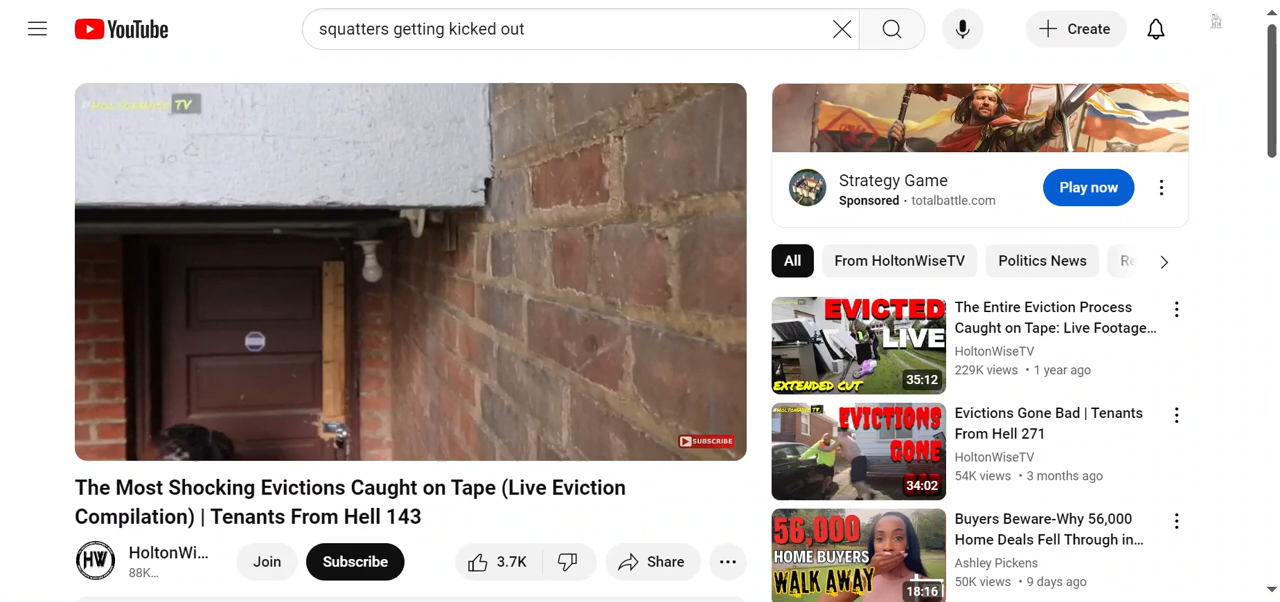 YouTube
squatters getting kicked out
Create
HOLTONWISE TV
SUBSCRIBE
The Most Shocking Evictions Caught on Tape (Live Eviction
Compilation) | Tenants From Hell 143
HW
HoltonWi...
88K...
Join
Subscribe
3.7K
Share
Strategy Game
Sponsored · totalbattle.com
Play now
All
From HoltonWiseTV
Politics News
Re
EVICTED
LIVE
EXTENDED CUT
35:12
The Entire Eviction Process
Caught on Tape: Live Footage...
HoltonWiseTV
229K views • 1 year ago
#HOLTONWISE TV
EVICTIONS
GONE
BAD
34:02
Evictions Gone Bad | Tenants
From Hell 271
HoltonWiseTV
54K views • 3 months ago
56,000
HOME BUYERS
WALK AWAY
18:16
Buyers Beware-Why 56,000
Home Deals Fell Through in...
Ashley Pickens
50K views • 9 days ago